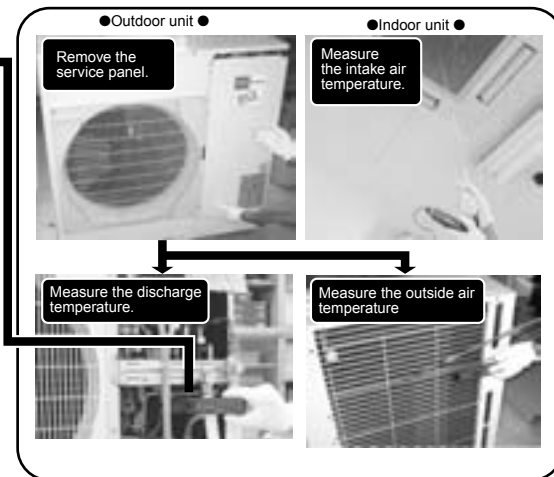 ●Outdoor unit ●
●Indoor unit ●
Remove the
service panel.
Measure
the intake air
temperature.
Measure the discharge
temperature.
Measure the outside air
temperature